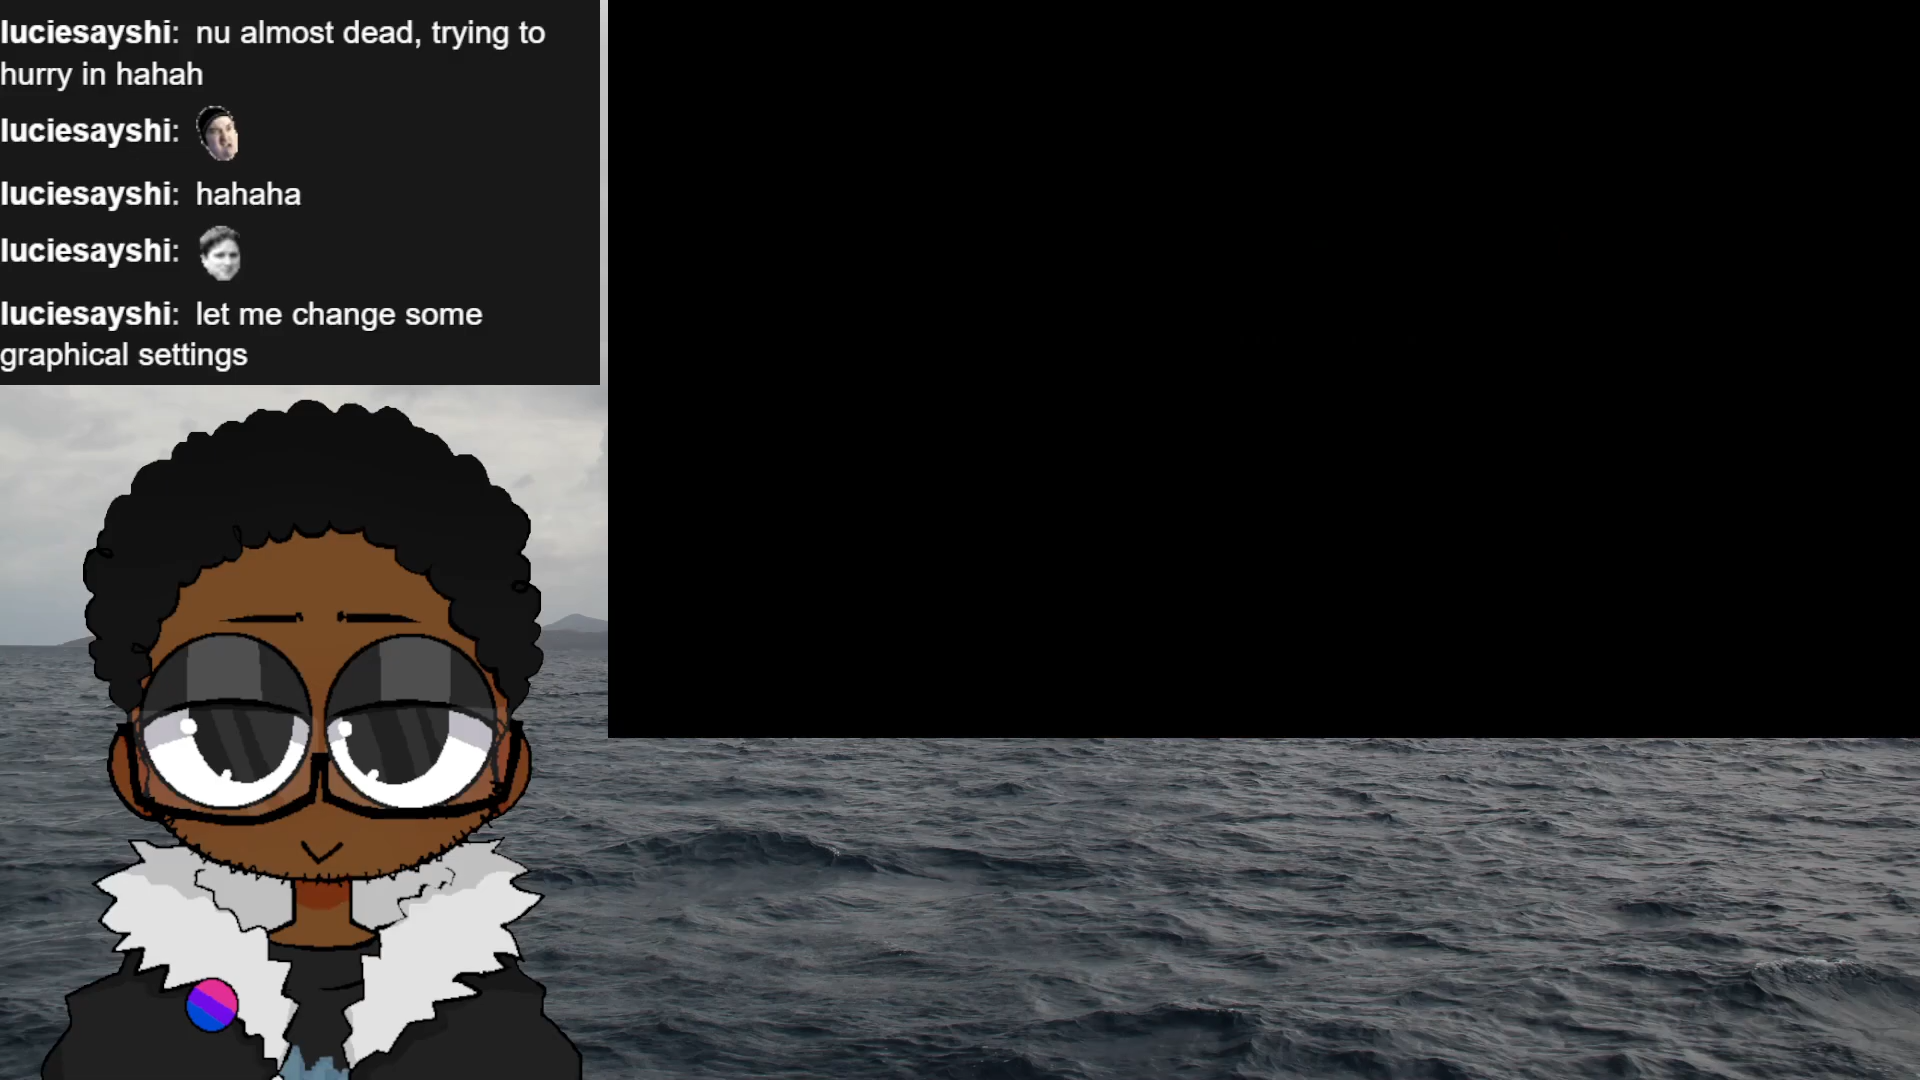 luciesayshi: nu almost dead, trying to
hurry in hahah
luciesayshi:
luciesayshi: hahaha
luciesayshi:
luciesayshi: let me change some
graphical settings